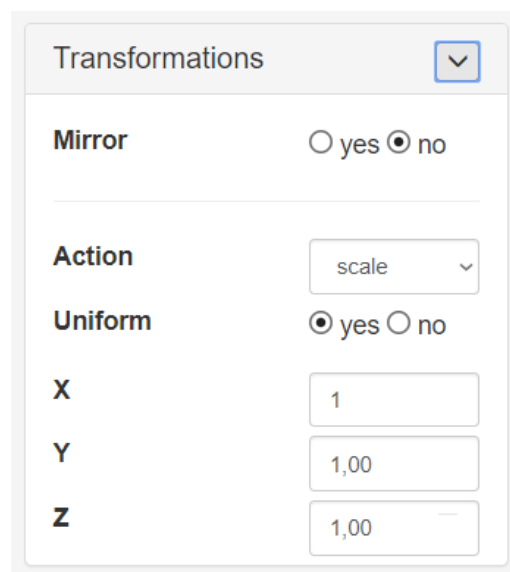 Transformations
Mirror yes no
Action scale
Uniform yes no
X 1
Y 1,00
Z 1,00